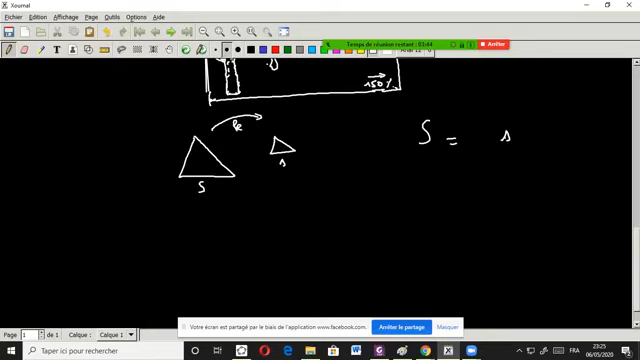 Xournal
Fichier Edition Affichage Page Outils Options Aide
Temps de réunion restant : 03:44 Arrêter
150%
k
S
s
S = s
Page 1 de 1 Calque : Calque 1
Votre écran est partagé par le biais de l'application www.facebook.com. Arrêter le partage Masquer
Taper ici pour rechercher
FRA
23:25
06/05/2020